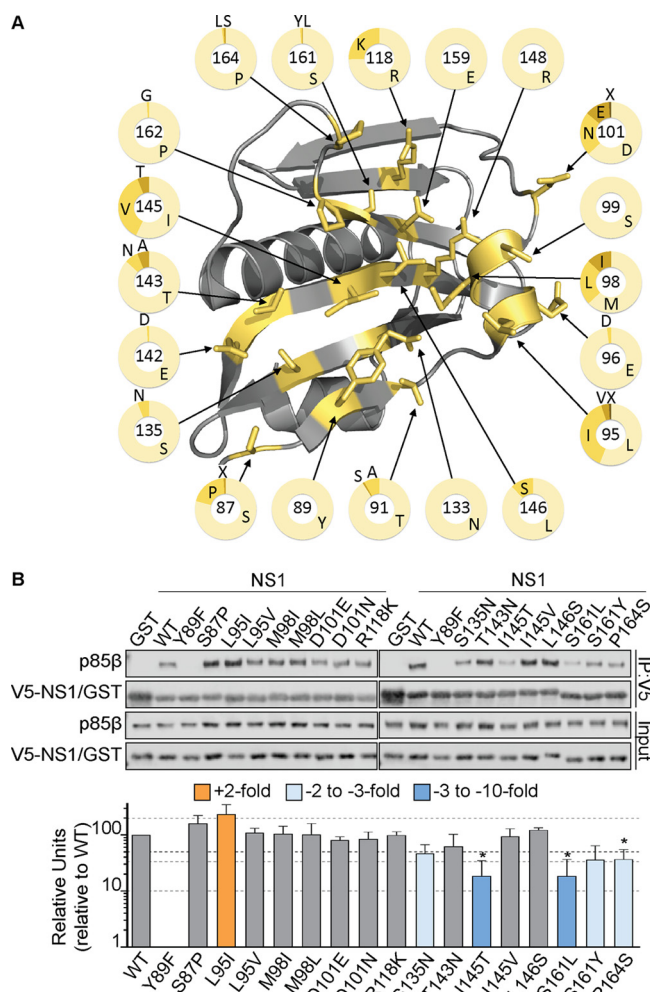 A
LS YL K X
164 161 118 159 148 E
P S R E R N 101
G D
162
P 99
T S
V 145
I I
N A L 98
143 M
T D
D 96
142 E
E VX
N I 95
135 L
S
X S A S
P
87 89 91 133 146
S Y T N L
B
NS1 NS1
GST WT Y89F S87P L95I L95V M98I M98L D101E D101N R118K GST WT Y89F S135N T143N I145T I145V L146S S161L S161Y P164S
p85β
V5-NS1/GST
IP:V5
p85β
V5-NS1/GST
Input
+2-fold -2 to -3-fold -3 to -10-fold
Relative Units
(relative to WT)
100
10
1
* * *
WT Y89F S87P L95I L95V M98I M98L D101E D101N R118K S135N T143N I145T I145V L146S S161L S161Y P164S